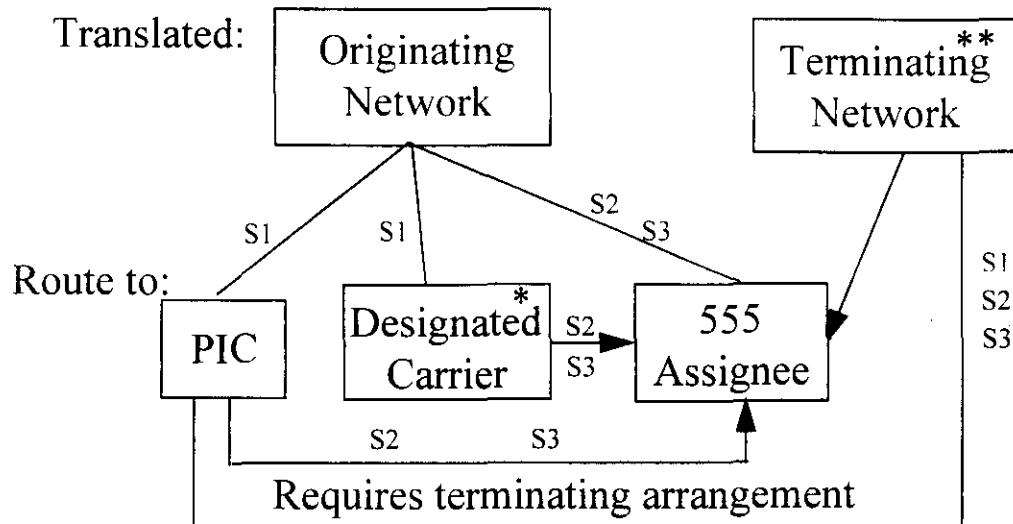 Translated:
Originating
Network
Terminating**
Network
S1
S1
S2
S3
Route to:
PIC
Designated*
Carrier
S2
S3
555
Assignee
S1
S2
S3
S2 S3
Requires terminating arrangement